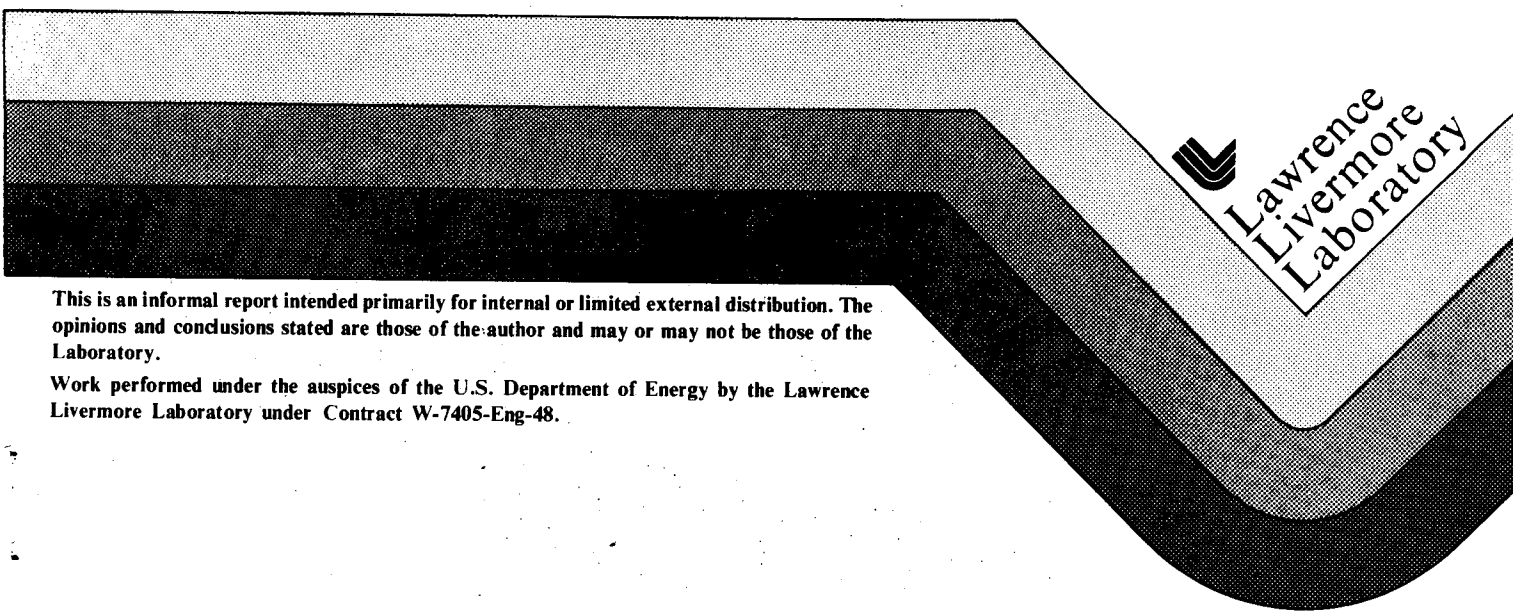 Lawrence
Livermore
Laboratory
This is an informal report intended primarily for internal or limited external distribution. The
opinions and conclusions stated are those of the author and may or may not be those of the
Laboratory.
Work performed under the auspices of the U.S. Department of Energy by the Lawrence
Livermore Laboratory under Contract W-7405-Eng-48.